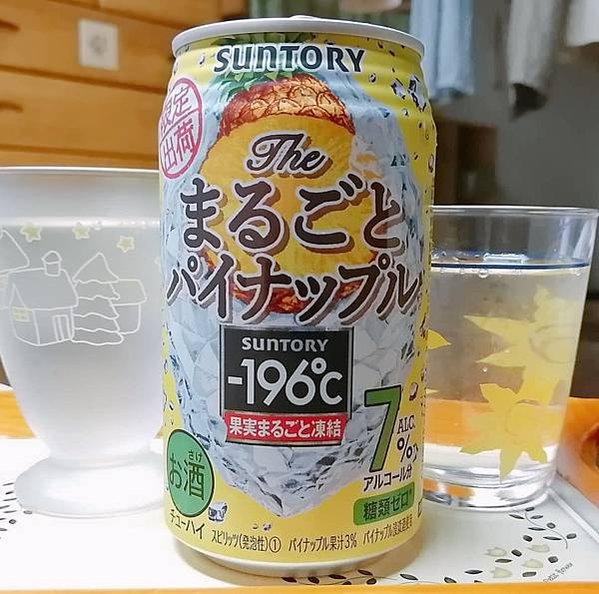 SUNTORY
限定
出荷
The
まるごと
パイナップル
SUNTORY
-196℃
果実まるごと凍結
7%
ALC.
アルコール分
糖類ゼロ
さけ
お酒
チューハイ
スピリッツ(発泡性)① パイナップル果汁3%